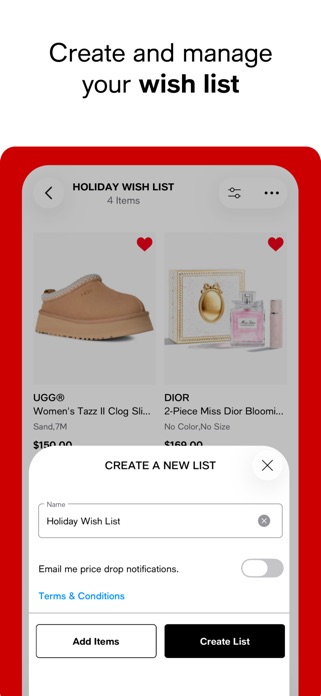 Create and manage
your wish list
HOLIDAY WISH LIST
4 Items
UGG®
Women's Tazz II Clog Sli...
Sand,7M
$150.00
DIOR
2-Piece Miss Dior Bloomi...
No Color,No Size
$169.00
CREATE A NEW LIST
Name
Holiday Wish List
Email me price drop notifications.
Terms & Conditions
Add Items
Create List